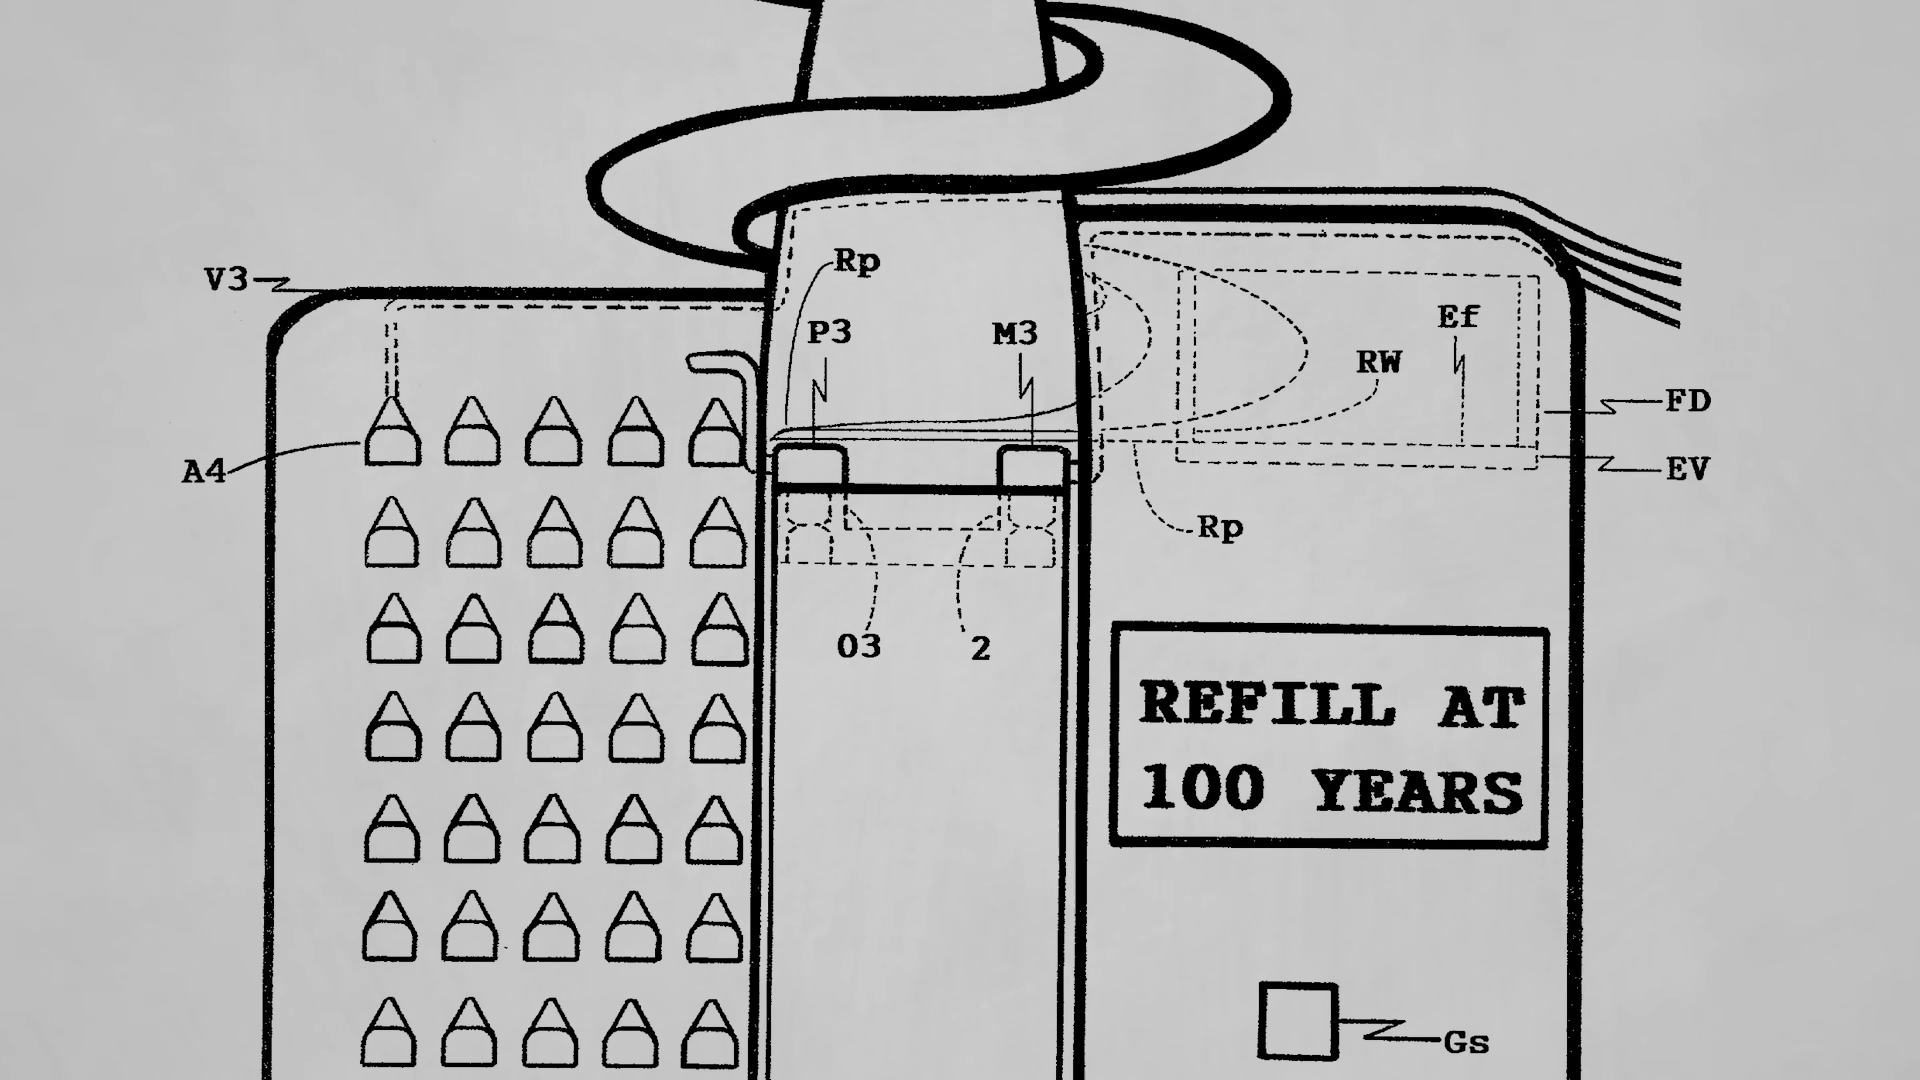 Rp
V3
P3
M3
Ef
RW
FD
A4
EV
Rp
03
2
REFILL AT
100 YEARS
Gs